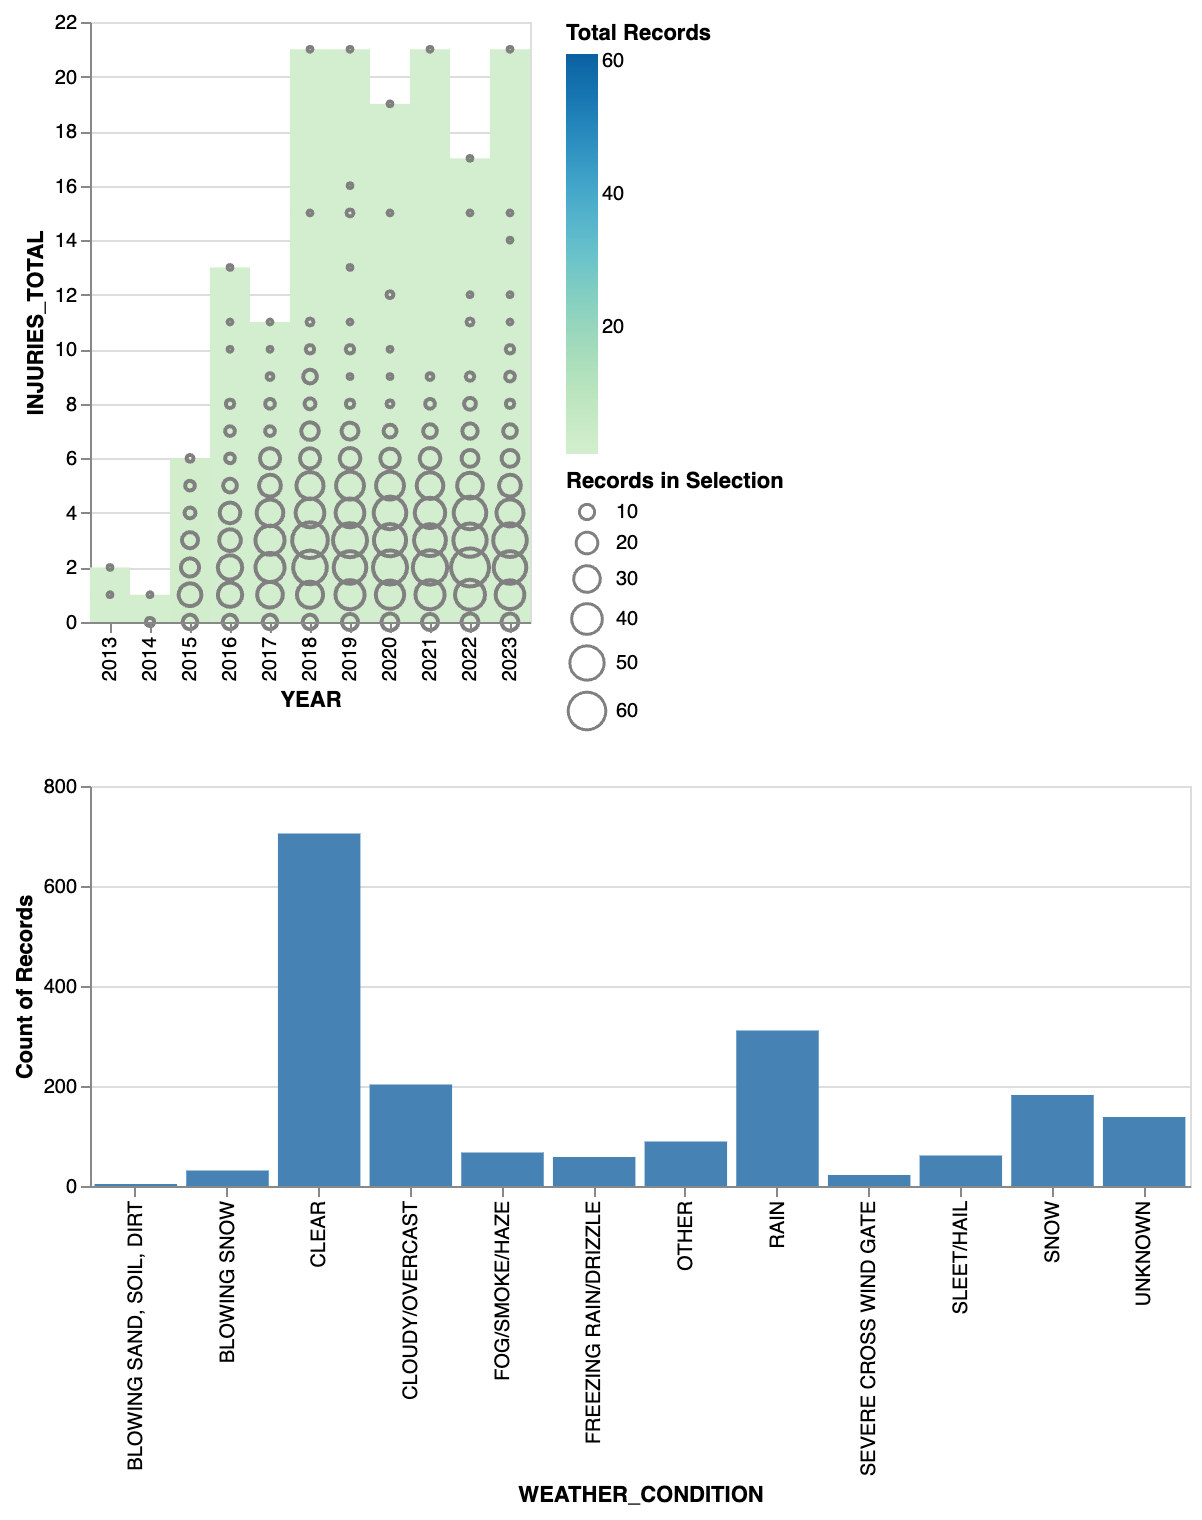 22
20
18
16
14
12
10
8
6
4
2
0
INJURIES_TOTAL
2013
2014
2015
2016
2017
2018
2019
2020
2021
2022
2023
YEAR
Total Records
60
40
20
Records in Selection
10
20
30
40
50
60
800
600
400
200
0
Count of Records
BLOWING SAND, SOIL, DIRT
BLOWING SNOW
CLEAR
CLOUDY/OVERCAST
FOG/SMOKE/HAZE
FREEZING RAIN/DRIZZLE
OTHER
RAIN
SEVERE CROSS WIND GATE
SLEET/HAIL
SNOW
UNKNOWN
WEATHER_CONDITION